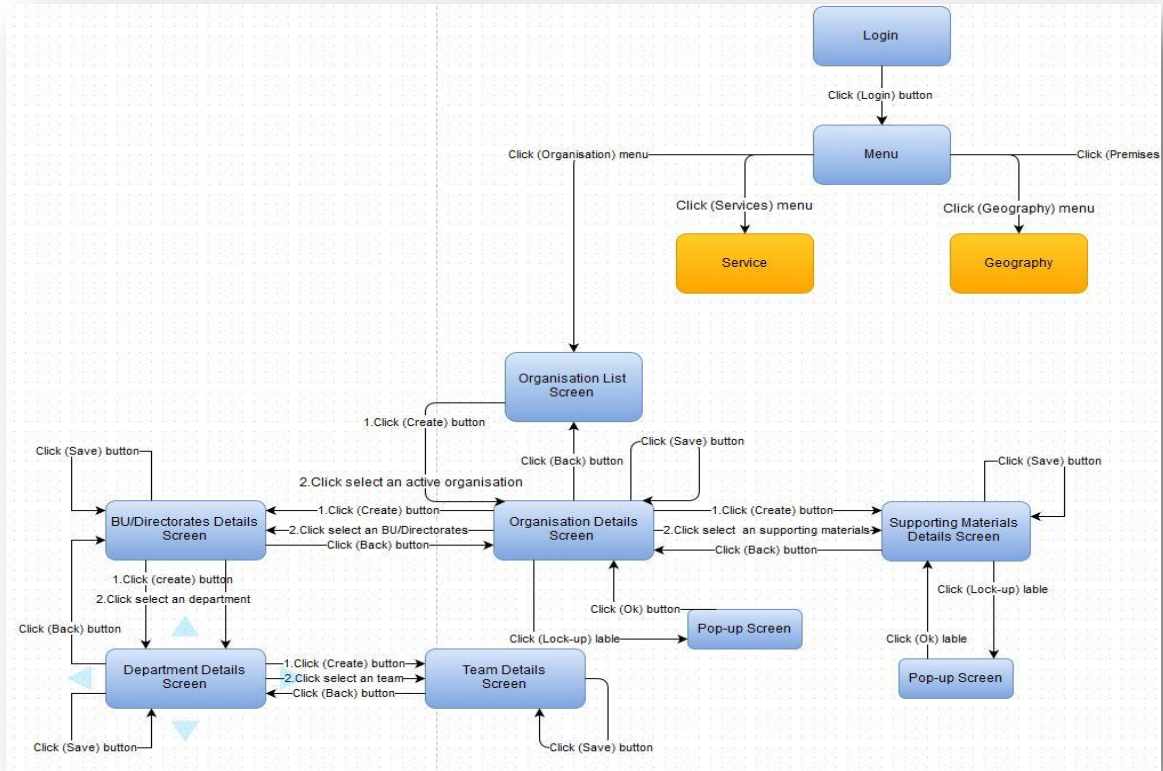 Login
Click (Login) button
Click (Organisation) menu
Menu
Click (Premises
Click (Services) menu
Click (Geography) menu
Service
Geography
Organisation List
Screen
1.Click (Create) button
Click (Back) button
Click (Save) button
2.Click select an active organisation
Click (Save) button
Click (Save) button
BU/Directorates Details
Screen
1.Click (Create) button
2.Click select an BU/Directorates
Click (Back) button
Organisation Details
Screen
1.Click (Create) button
2.Click select  an supporting materials
Click (Back) button
Supporting Materials
Details Screen
1.Click (create) button
2.Click select an department
Click (Back) button
Click (Ok) button
Click (Lock-up) lable
Pop-up Screen
Click (Lock-up) lable
Click (Ok) lable
Pop-up Screen
Department Details
Screen
1.Click (Create) button
2.Click select an team
Click (Back) button
Team Details
Screen
Click (Save) button
Click (Save) button